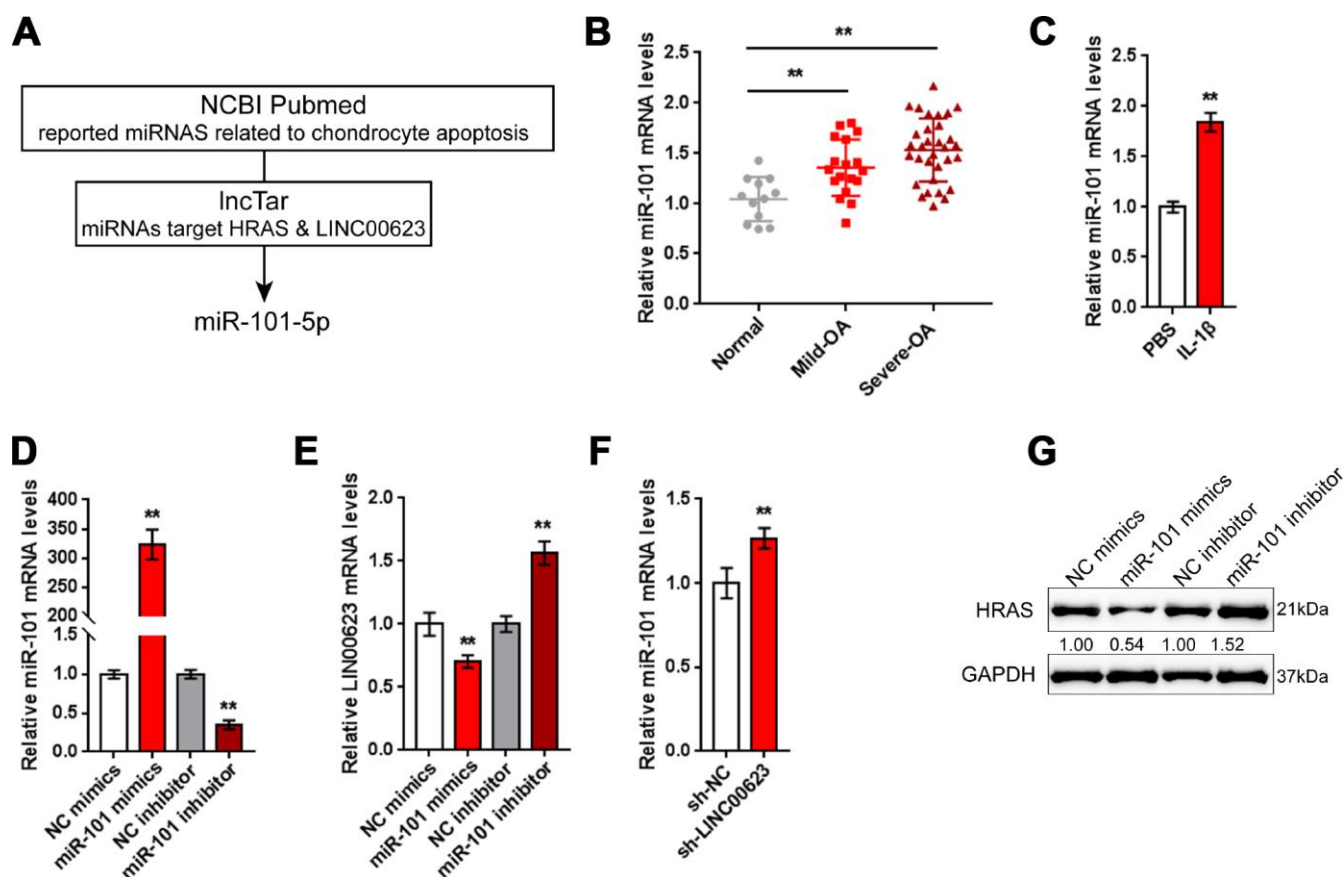 A
NCBI Pubmed
reported miRNAS related to chondrocyte apoptosis
lncTar
miRNAs target HRAS & LINC00623
miR-101-5p
B
Relative miR-101 mRNA levels
2.5
2.0
1.5
1.0
0.5
0.0
**
**
Normal
Mild-OA
Severe-OA
C
Relative miR-101 mRNA levels
2.5
2.0
1.5
1.0
0.5
0.0
**
PBS
IL-1β
D
Relative miR-101 mRNA levels
400
350
300
250
200
1.5
1.0
0.5
0.0
**
**
NC mimics
miR-101 mimics
NC inhibitor
miR-101 inhibitor
E
Relative LIN00623 mRNA levels
2.0
1.5
1.0
0.5
0.0
**
**
NC mimics
miR-101 mimics
NC inhibitor
miR-101 inhibitor
F
Relative miR-101 mRNA levels
1.5
1.0
0.5
0.0
**
sh-NC
sh-LINC00623
G
NC mimics
miR-101 mimics
NC inhibitor
miR-101 inhibitor
HRAS
21kDa
1.00 0.54 1.00 1.52
GAPDH
37kDa